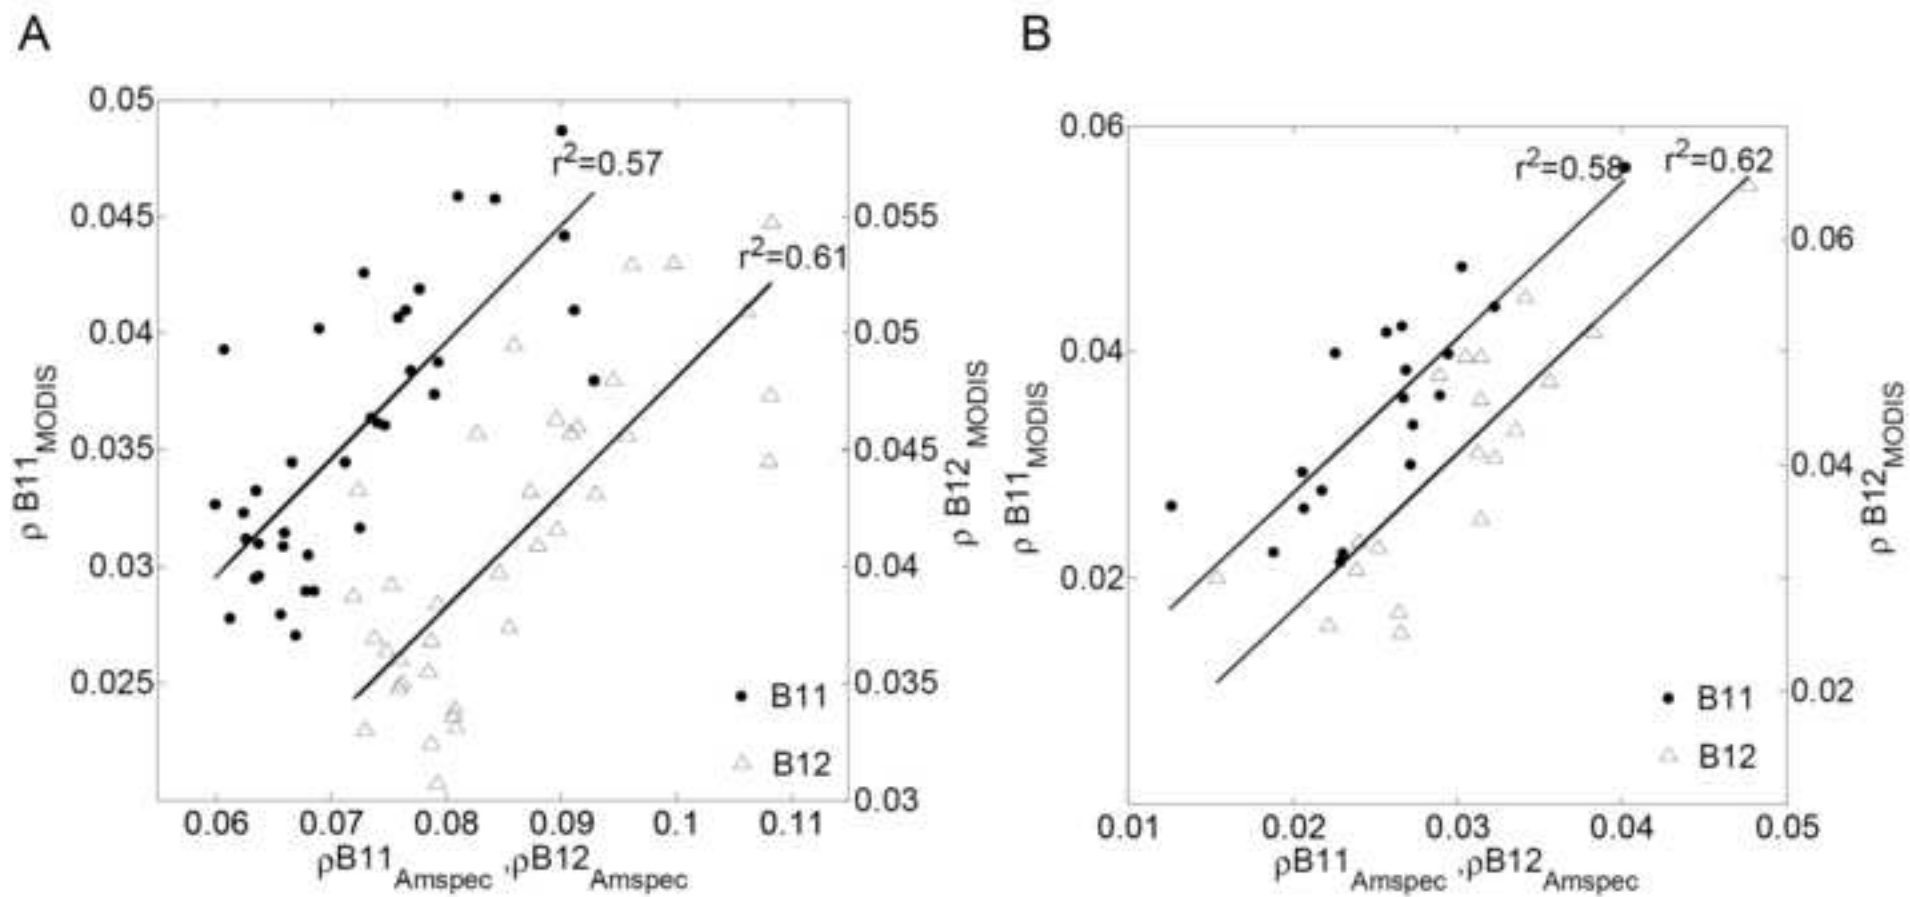 A
B
0.05
0.045
0.04
0.035
0.03
0.025
ρ B11MODIS
r2=0.57
r2=0.61
0.055
0.05
0.045
0.04
0.035
0.03
ρ B12MODIS
B11
B12
0.06 0.07 0.08 0.09 0.1 0.11
ρB11Amspec ,ρB12Amspec
0.06
0.04
0.02
ρ B11MODIS
r2=0.58
r2=0.62
0.06
0.04
0.02
ρ B12MODIS
B11
B12
0.01 0.02 0.03 0.04 0.05
ρB11Amspec ,ρB12Amspec